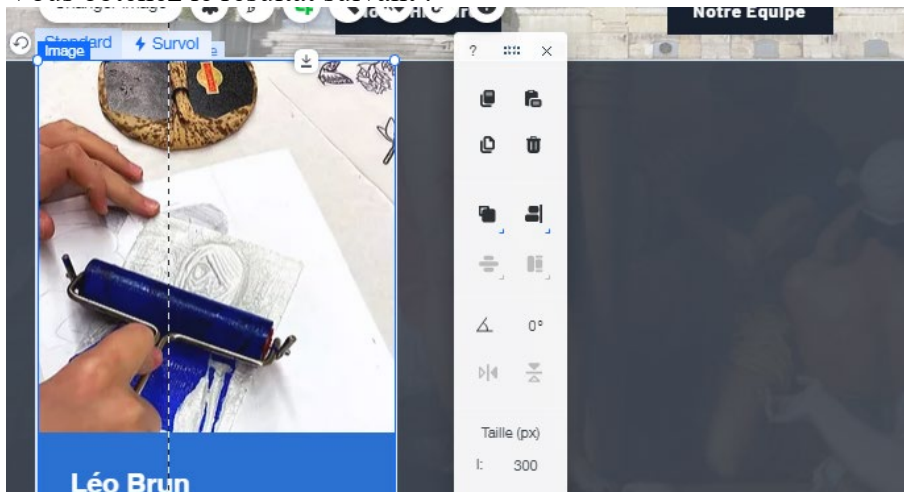 Notre Equipe
Standard
Survol
Image
?
0°
Taille (px)
l: 300
Léo Brun